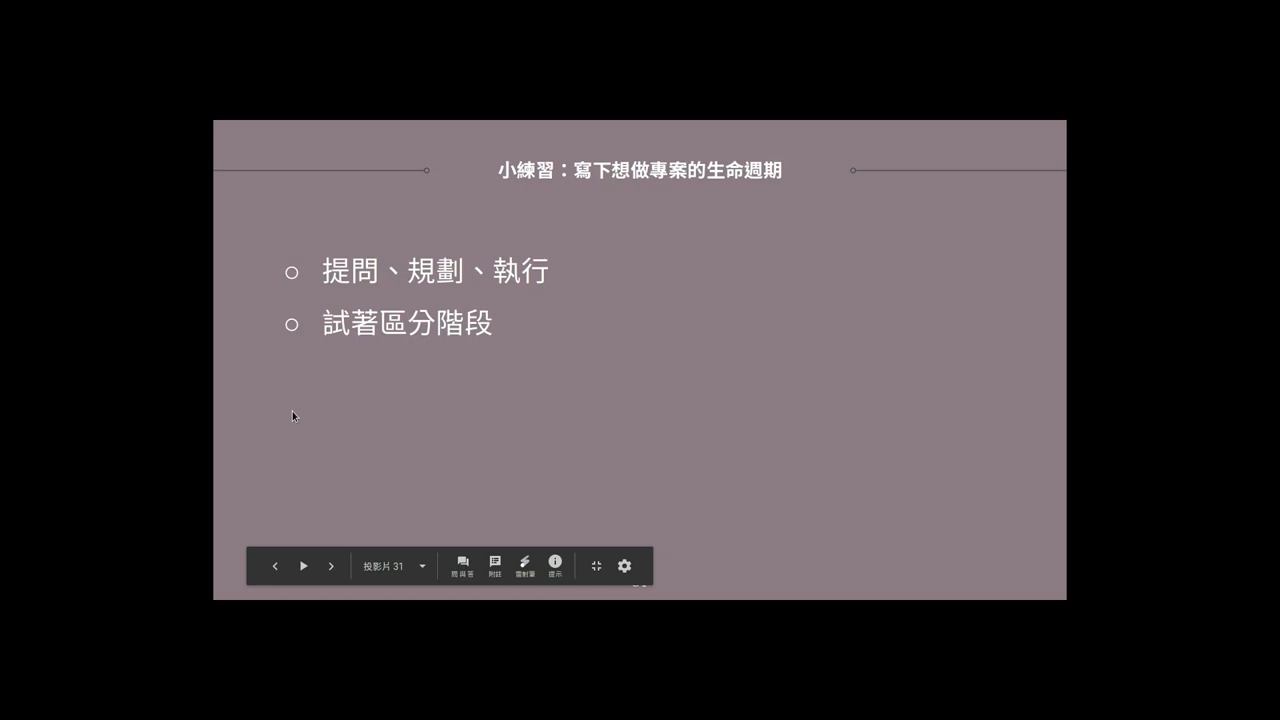 小練習：寫下想做專案的生命週期
○ 提問、規劃、執行
○ 試著區分階段
投影片 31
問與答 附註 雷射筆 提示